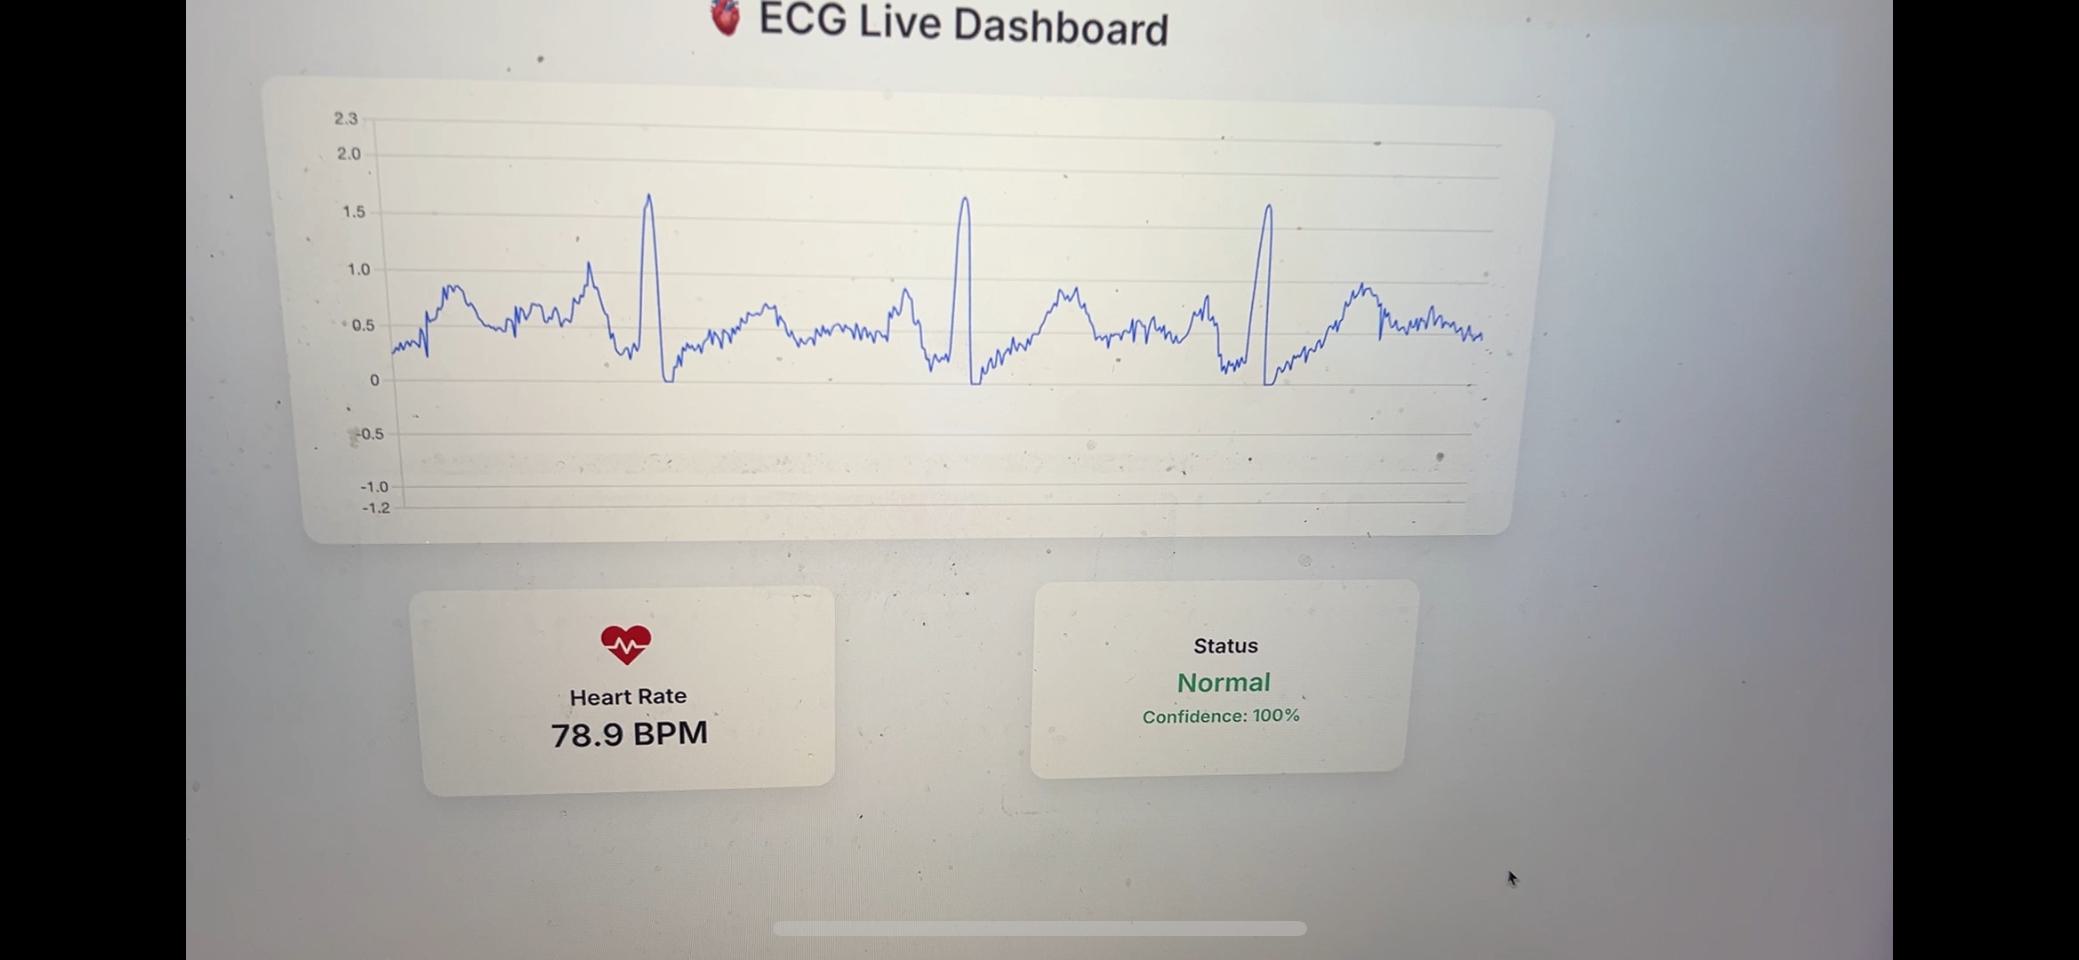 ECG Live Dashboard
2.3
2.0
1.5
1.0
0.5
0
-0.5
-1.0
-1.2
Heart Rate
78.9 BPM
Status
Normal
Confidence: 100%